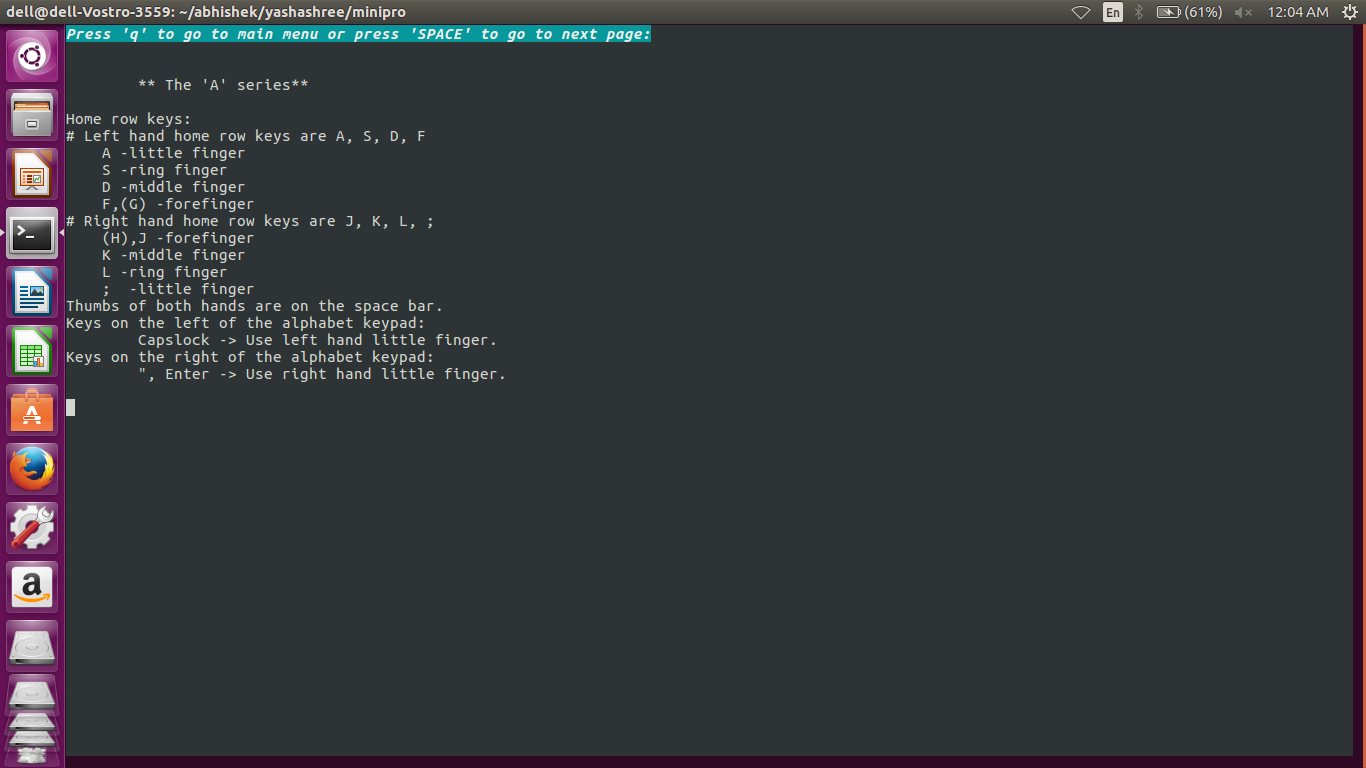 dell@dell-Vostro-3559: ~/abhishek/yashashree/minipro
En
(61%)
12:04 AM
Press 'q' to go to main menu or press 'SPACE' to go to next page:
** The 'A' series**
Home row keys:
# Left hand home row keys are A, S, D, F
A -little finger
S -ring finger
D -middle finger
F,(G) -forefinger
# Right hand home row keys are J, K, L, ;
(H),J -forefinger
K -middle finger
L -ring finger
;  -little finger
Thumbs of both hands are on the space bar.
Keys on the left of the alphabet keypad:
Capslock -> Use left hand little finger.
Keys on the right of the alphabet keypad:
", Enter -> Use right hand little finger.